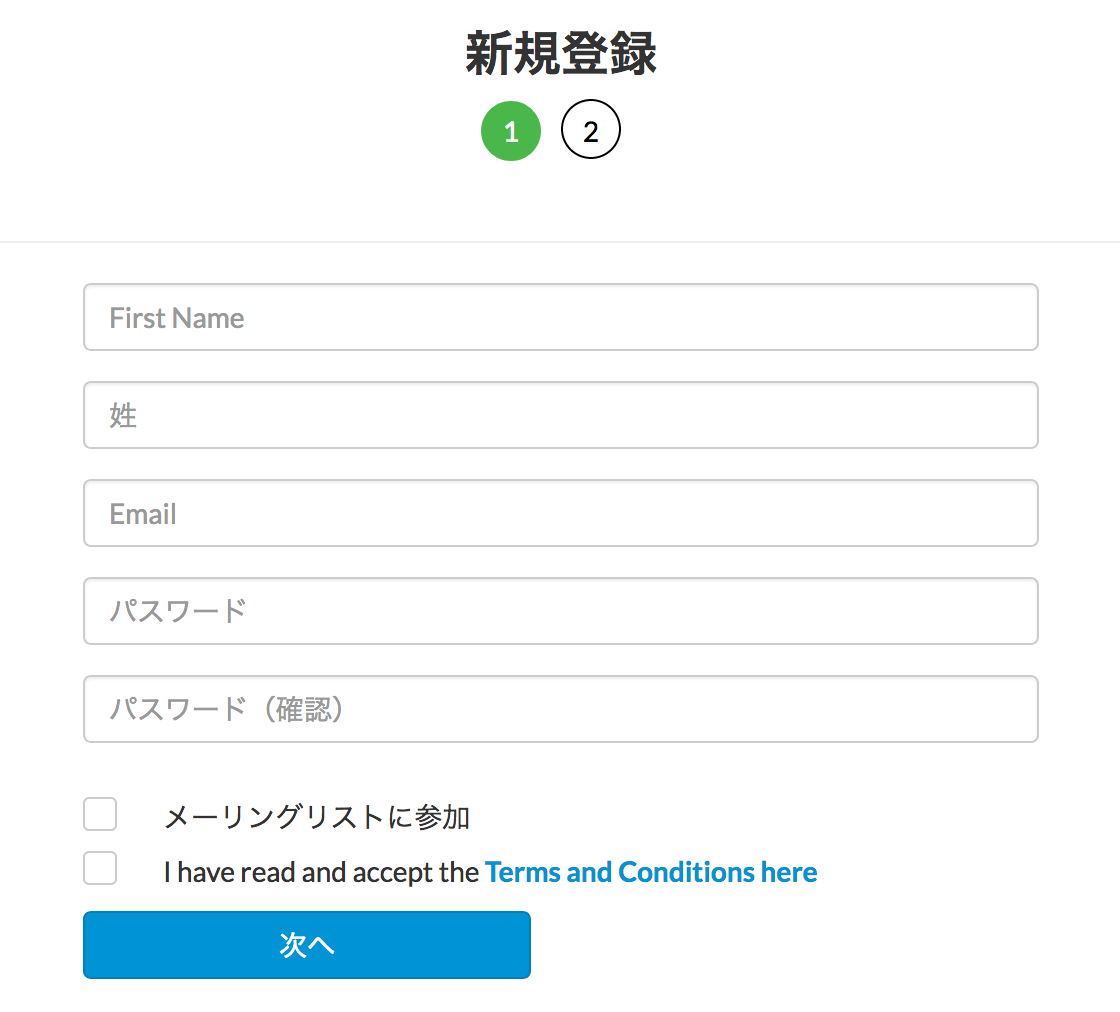 新規登録
1 2
First Name
姓
Email
パスワード
パスワード（確認）
メーリングリストに参加
I have read and accept the Terms and Conditions here
次へ